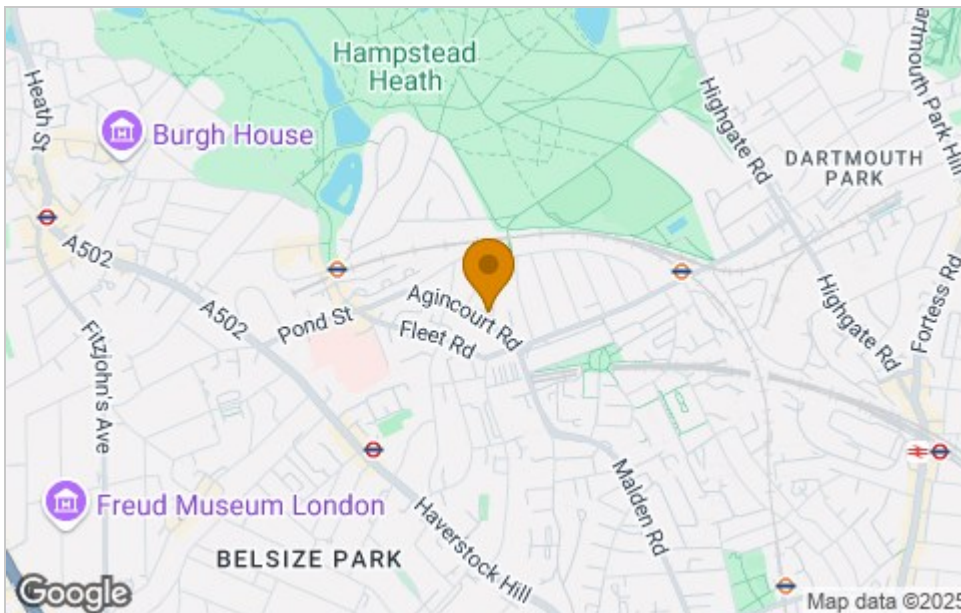 Hampstead
Heath
Heath St
Burgh House
Highgate Rd
artmouth Park Hill
DARTMOUTH
PARK
A502
A502
Pond St
Agincourt Rd
Fleet Rd
Highgate Rd
Fortess Rd
Fitzjohn's Ave
Freud Museum London
BELSIZE PARK
Haverstock Hill
Malden Rd
Google
Map data ©2025